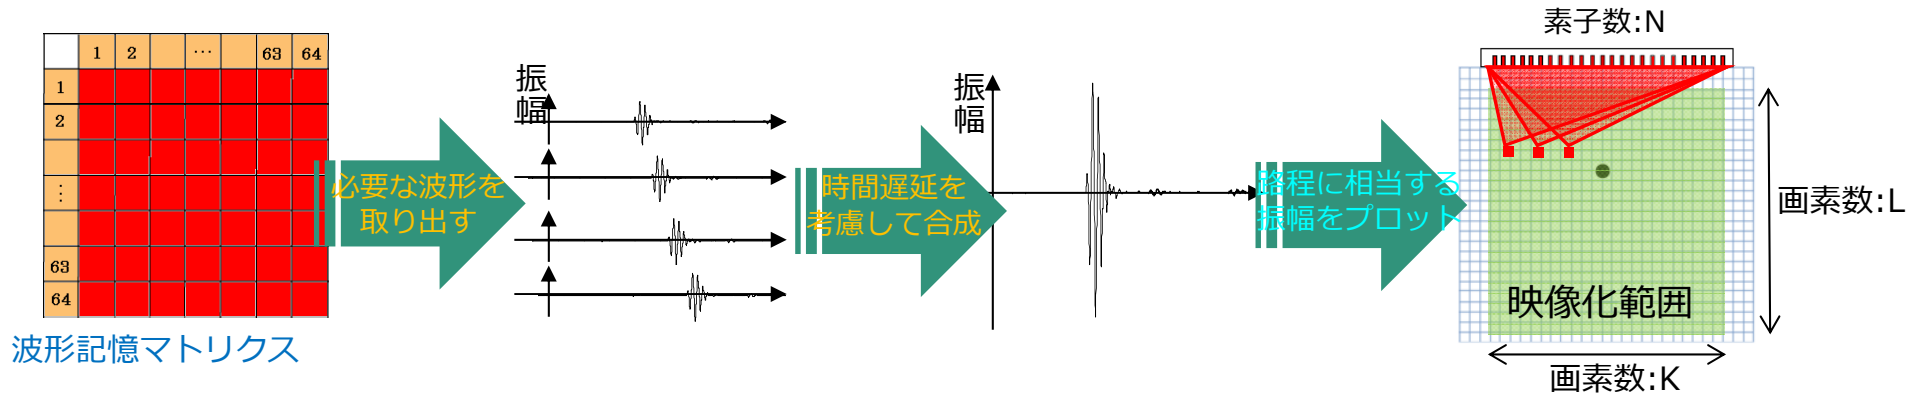 1 2 … 63 64
1
2
⋮
63
64
波形記憶マトリクス
必要な波形を
取り出す
振
幅
時間遅延を
考慮して合成
振
幅
路程に相当する
振幅をプロット
素子数:N
映像化範囲
画素数:L
画素数:K